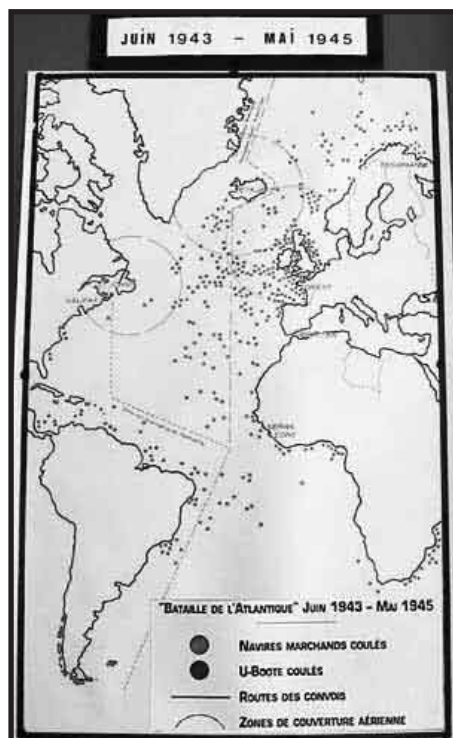 JUiN 1943 – MAi 1945
HALIFAX
BREST
"BATAILLE DE L'ATLANTIQUE" JUIN 1943 – MAI 1945
NAVIRES MARCHANDS COULÉS
U-BOOTE COULÉS
ROUTES DES CONVOIS
ZONES DE COUVERTURE AÉRIENNE